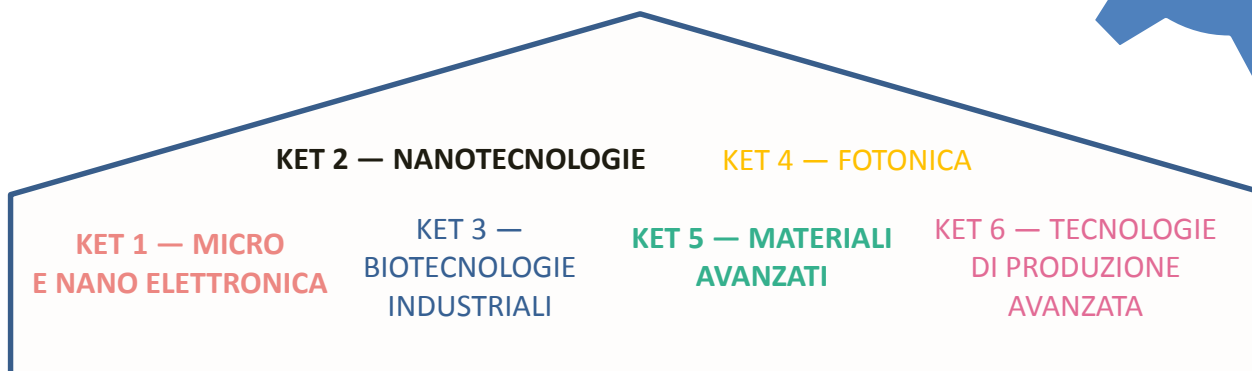 KET 2 — NANOTECNOLOGIE
KET 4 — FOTONICA
KET 1 — MICRO
E NANO ELETTRONICA
KET 3 —
BIOTECNOLOGIE
INDUSTRIALI
KET 5 — MATERIALI
AVANZATI
KET 6 — TECNOLOGIE
DI PRODUZIONE
AVANZATA